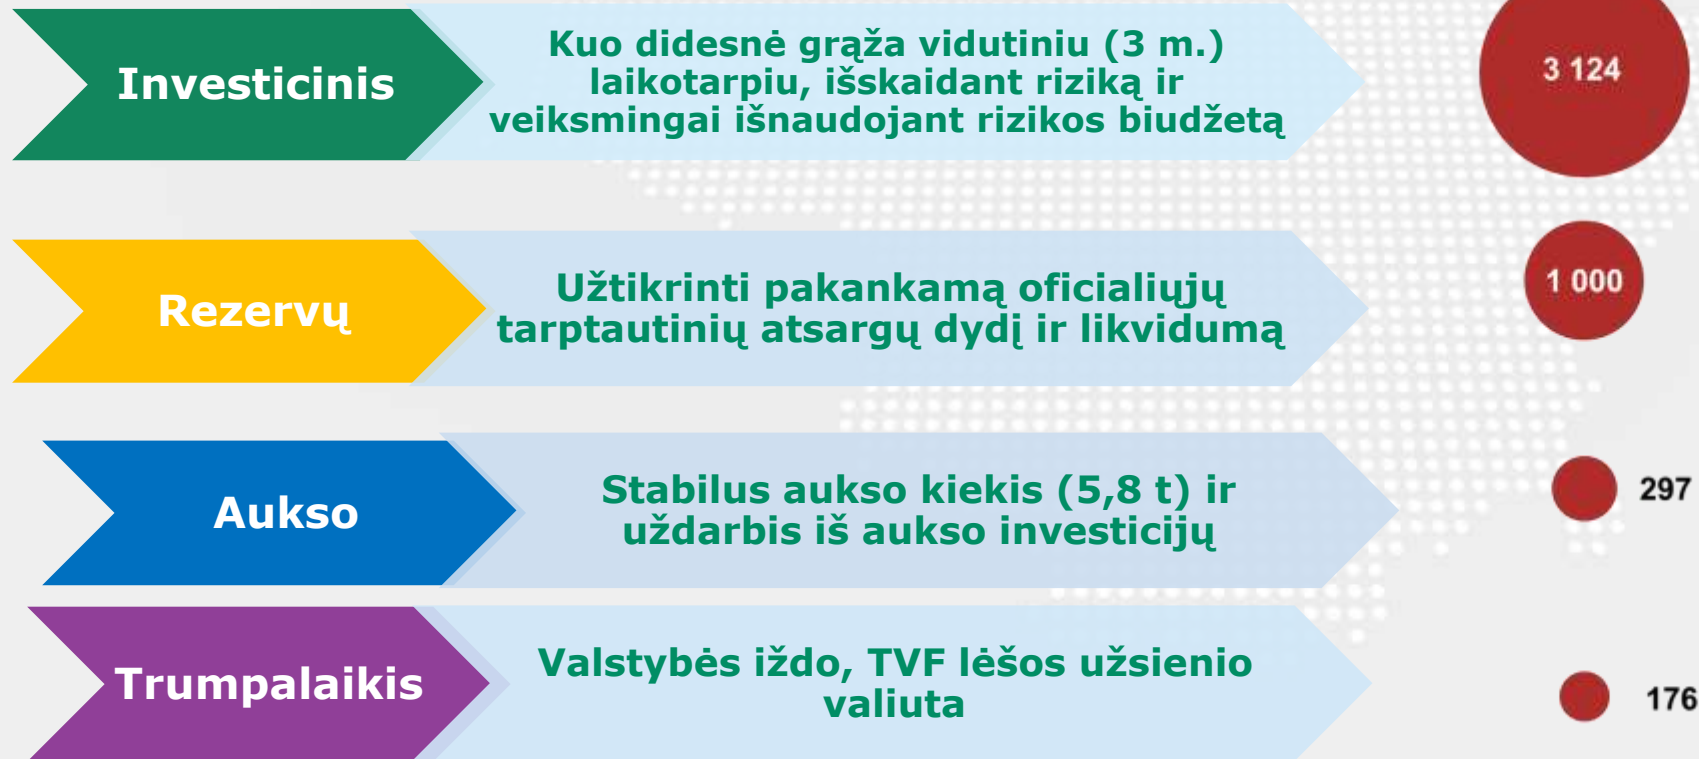 Investicinis
Kuo didesnė grąža vidutiniu (3 m.)
laikotarpiu, išskaidant riziką ir
veiksmingai išnaudojant rizikos biudžetą
3 124
Rezervų
Užtikrinti pakankamą oficialiųjų
tarptautinių atsargų dydį ir likvidumą
1 000
Aukso
Stabilus aukso kiekis (5,8 t) ir
uždarbis iš aukso investicijų
297
Trumpalaikis
Valstybės iždo, TVF lėšos užsienio
valiuta
176